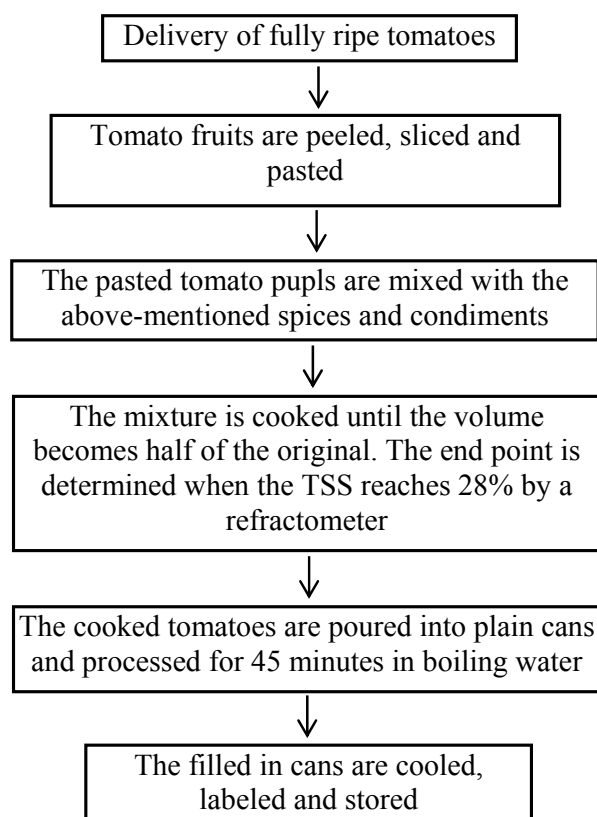 Delivery of fully ripe tomatoes
Tomato fruits are peeled, sliced and
pasted
The pasted tomato pupls are mixed with the
above-mentioned spices and condiments
The mixture is cooked until the volume
becomes half of the original. The end point is
determined when the TSS reaches 28% by a
refractometer
The cooked tomatoes are poured into plain cans
and processed for 45 minutes in boiling water
The filled in cans are cooled,
labeled and stored